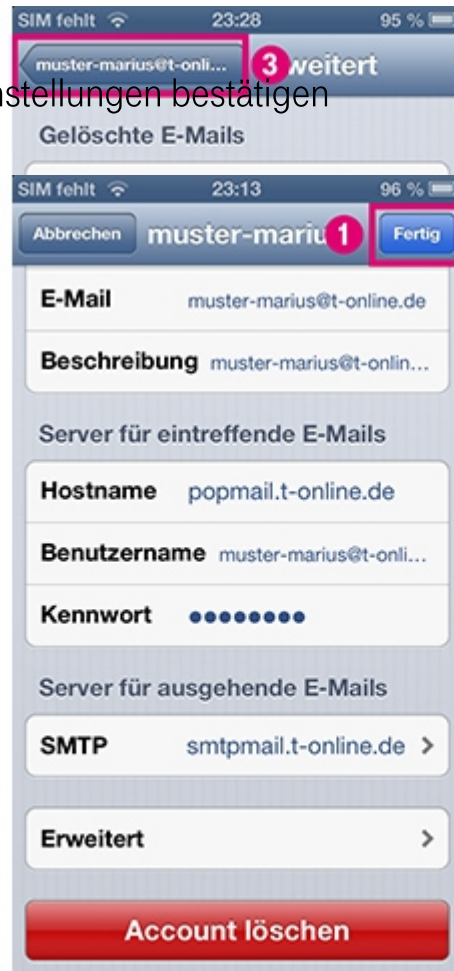 SIM fehlt 23:28 95 %
muster-marius@t-onli... 3 weitert
nstellungen bestätigen
Gelöschte E-Mails
SIM fehlt 23:13 96 %
Abbrechen muster-mariu 1 Fertig
E-Mail muster-marius@t-online.de
Beschreibung muster-marius@t-onlin...
Server für eintreffende E-Mails
Hostname popmail.t-online.de
Benutzername muster-marius@t-onli...
Kennwort ●●●●●●●●
Server für ausgehende E-Mails
SMTP smtpmail.t-online.de >
Erweitert >
Account löschen